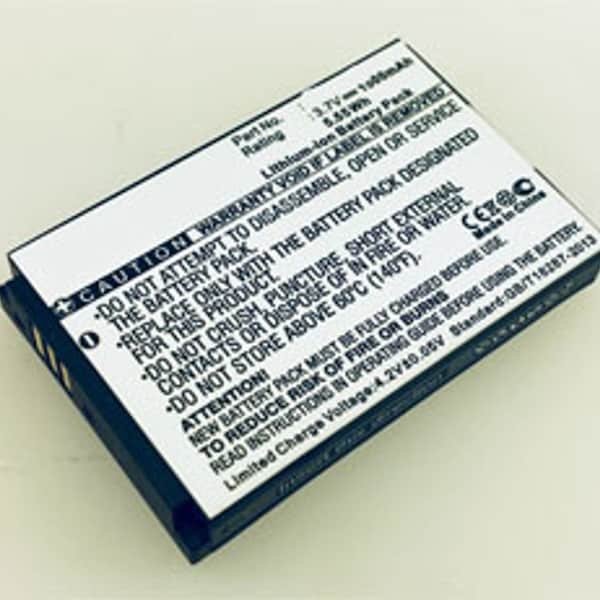 Part No.:
Rating: 3.7V 1500mAh
5.55Wh
Lithium-Ion Battery Pack
CAUTION WARRANTY VOID IF LABEL IS REMOVED
•DO NOT ATTEMPT TO DISASSEMBLE, OPEN OR SERVICE
THE BATTERY PACK.
•REPLACE ONLY WITH THE BATTERY PACK DESIGNATED
FOR THIS PRODUCT.
•DO NOT CRUSH, PUNCTURE, SHORT EXTERNAL
CONTACTS OR DISPOSE OF IN FIRE OR WATER.
•DO NOT STORE ABOVE 60°C (140°F).
CE
Made in China
ATTENTION!
NEW BATTERY PACK MUST BE FULLY CHARGED BEFORE USE
TO REDUCE RISK OF FIRE OR BURNS
READ INSTRUCTIONS IN OPERATING GUIDE BEFORE USING BATTERY.
Limited Charge Voltage:4.2V±0.05V Standard:GB/T18287-2013